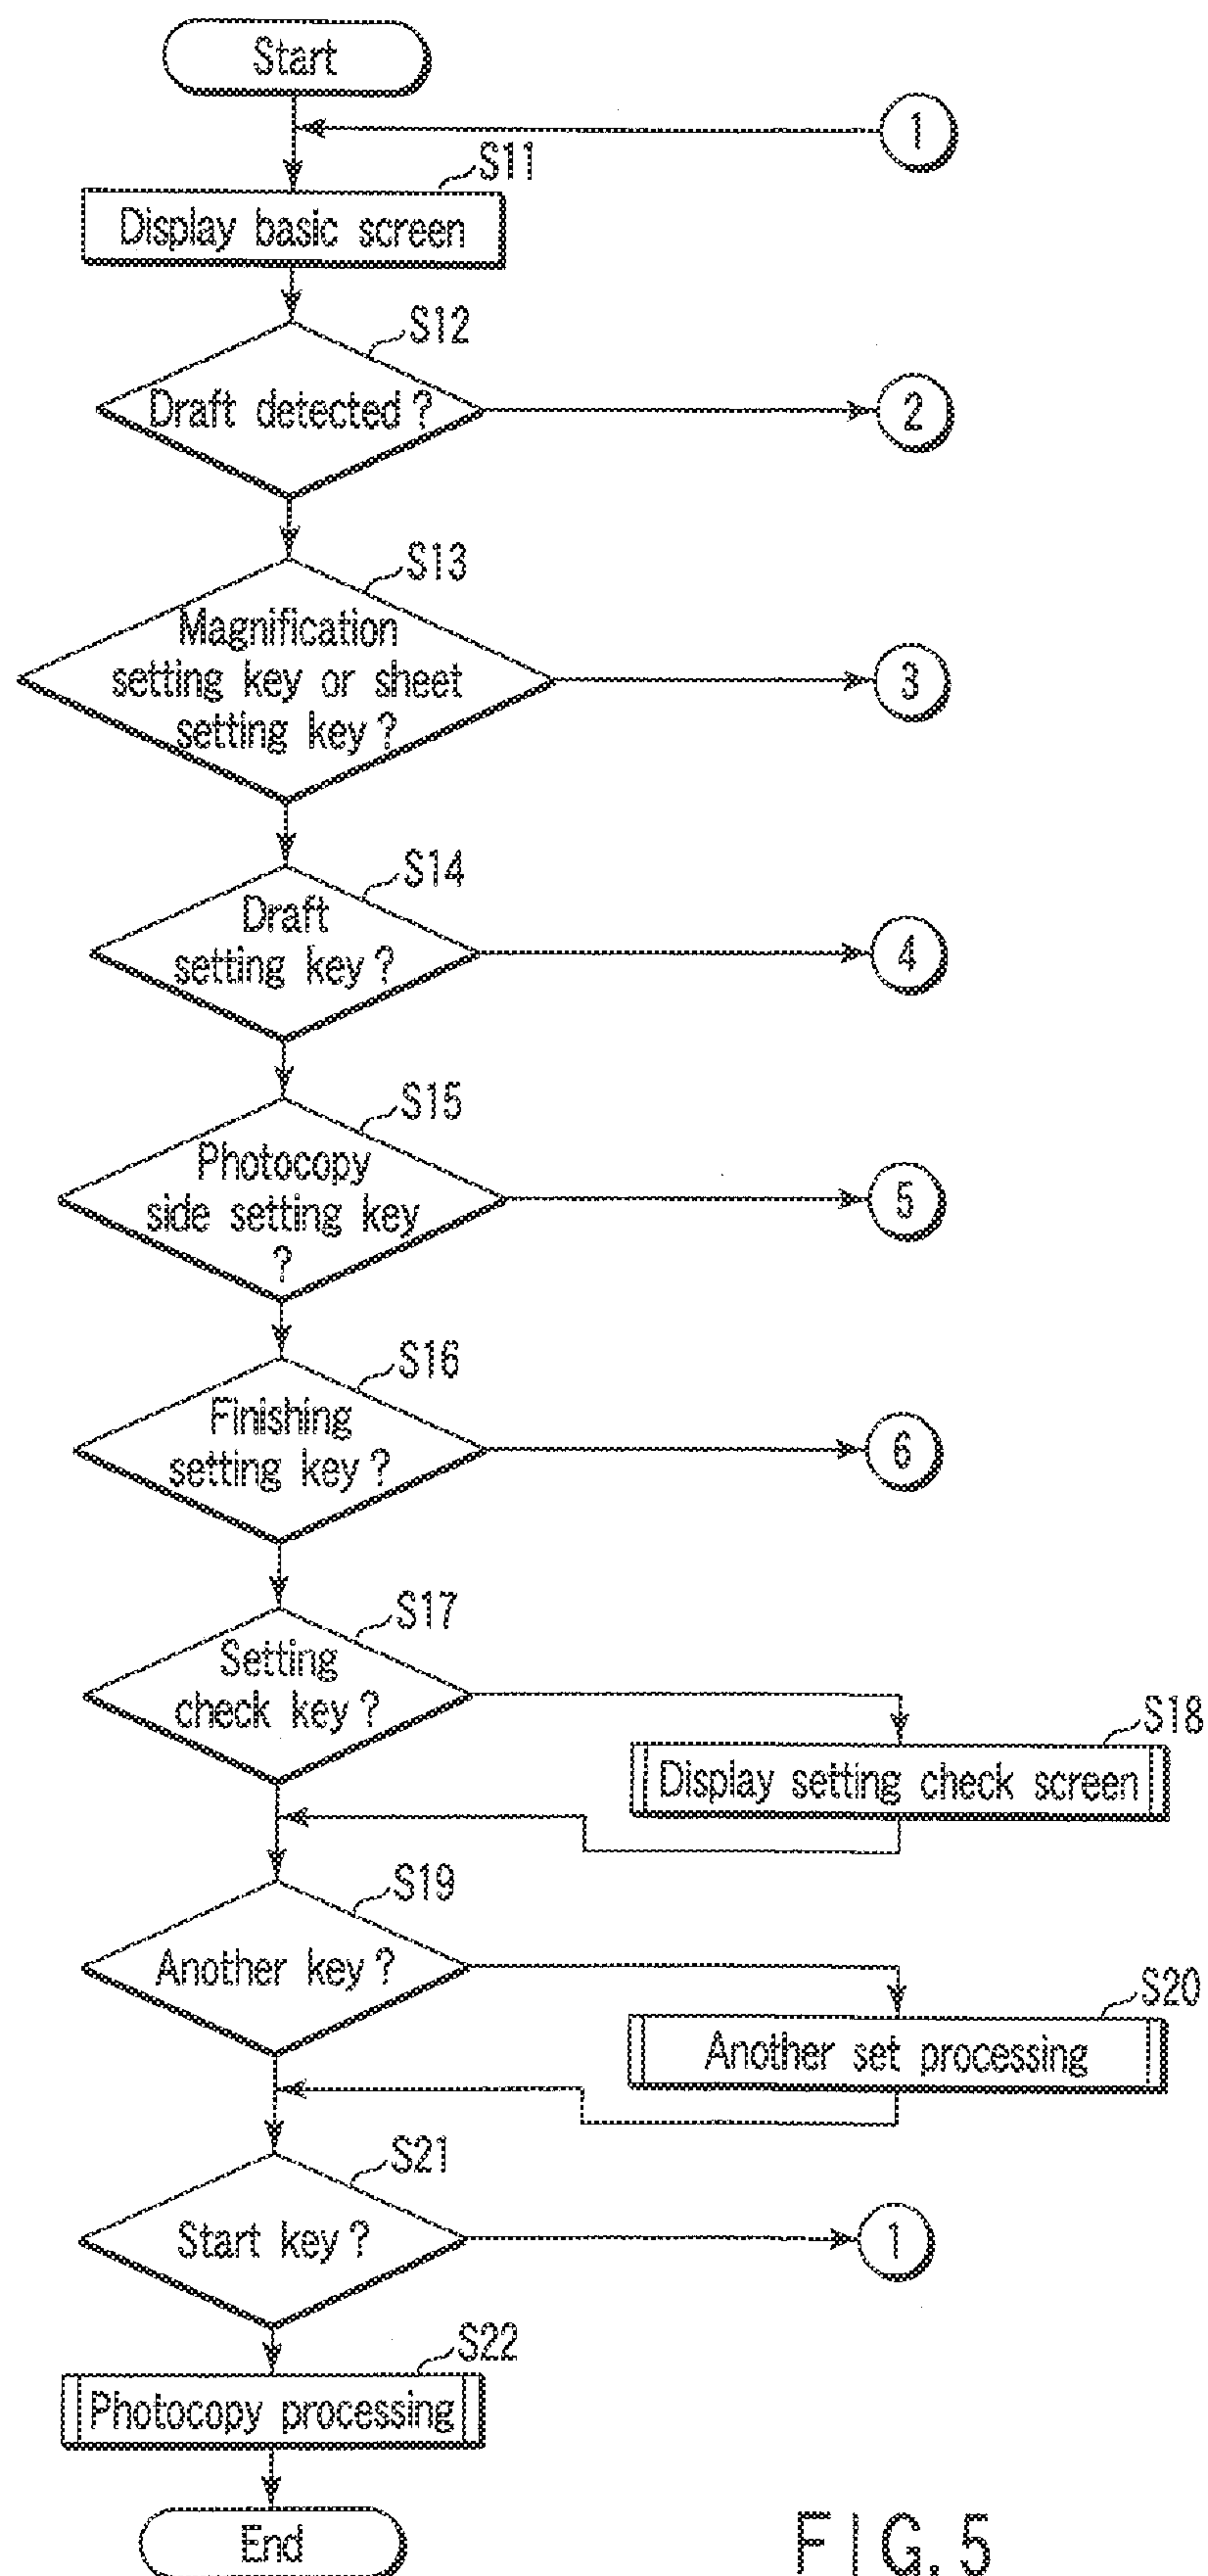 Start
1
S11
Display basic screen
S12
Draft detected ?
2
S13
Magnification
setting key or sheet
setting key ?
3
S14
Draft
setting key ?
4
S15
Photocopy
side setting key
?
5
S16
Finishing
setting key ?
6
S17
Setting
check key ?
S18
Display setting check screen
S19
Another key ?
S20
Another set processing
S21
Start key ?
1
S22
Photocopy processing
End
FIG. 5